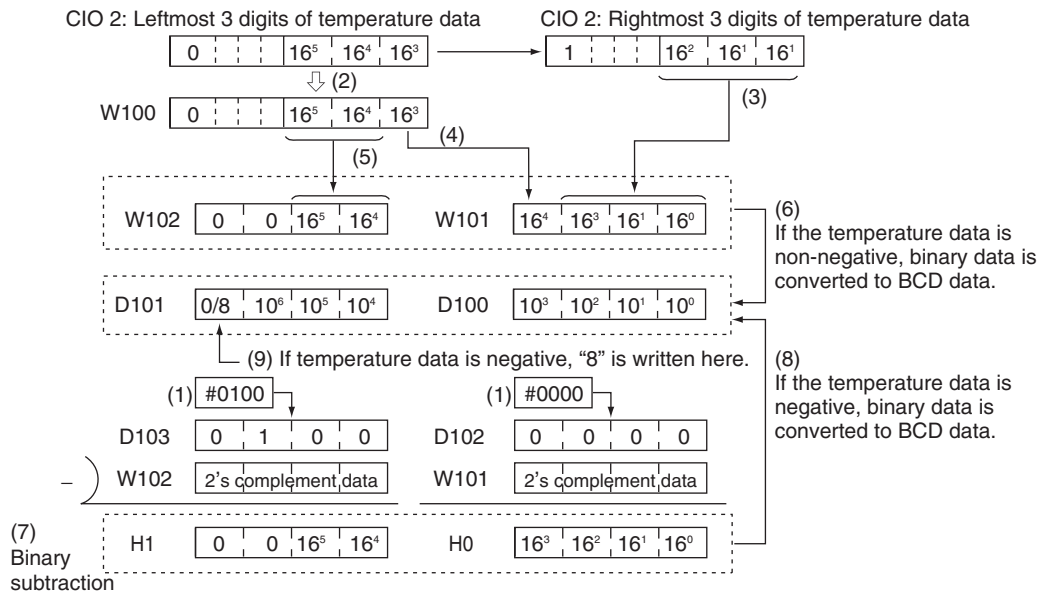 CIO 2: Leftmost 3 digits of temperature data
CIO 2: Rightmost 3 digits of temperature data
0 16⁵ 16⁴ 16³
1 16² 16¹ 16¹
(2)
(3)
W100 0 16⁵ 16⁴ 16³
(4)
(5)
W102 0 0 16⁵ 16⁴
W101 16⁴ 16³ 16¹ 16⁰
(6)
If the temperature data is
non-negative, binary data is
converted to BCD data.
D101 0/8 10⁶ 10⁵ 10⁴
D100 10³ 10² 10¹ 10⁰
(9) If temperature data is negative, “8” is written here.
(8)
If the temperature data is
negative, binary data is
converted to BCD data.
(1) #0100
(1) #0000
D103 0 1 0 0
D102 0 0 0 0
– W102 2’s complement data
W101 2’s complement data
(7)
Binary
subtraction
H1 0 0 16⁵ 16⁴
H0 16³ 16² 16¹ 16⁰